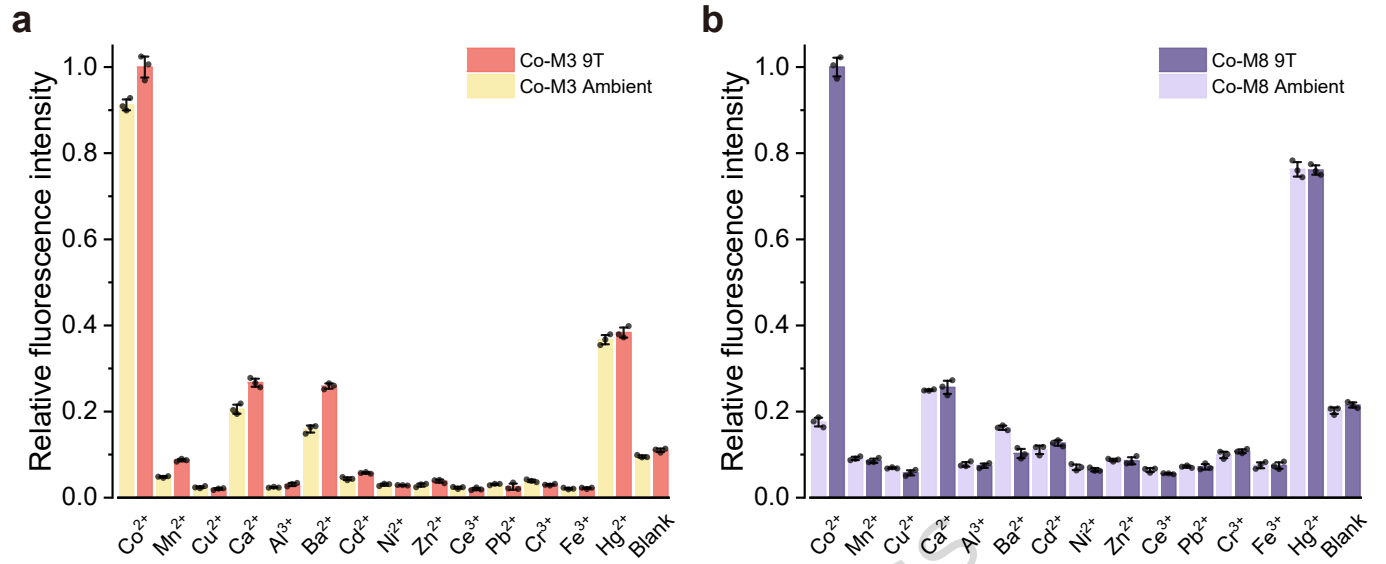 a
Relative fluorescence intensity
1.0
0.8
0.6
0.4
0.2
0.0
Co-M3 9T
Co-M3 Ambient
Co²⁺
Mn²⁺
Cu²⁺
Ca²⁺
Al³⁺
Ba²⁺
Cd²⁺
Ni²⁺
Zn²⁺
Ce³⁺
Pb²⁺
Cr³⁺
Fe³⁺
Hg²⁺
Blank
b
Relative fluorescence intensity
1.0
0.8
0.6
0.4
0.2
0.0
Co-M8 9T
Co-M8 Ambient
Co²⁺
Mn²⁺
Cu²⁺
Ca²⁺
Al³⁺
Ba²⁺
Cd²⁺
Ni²⁺
Zn²⁺
Ce³⁺
Pb²⁺
Cr³⁺
Fe³⁺
Hg²⁺
Blank